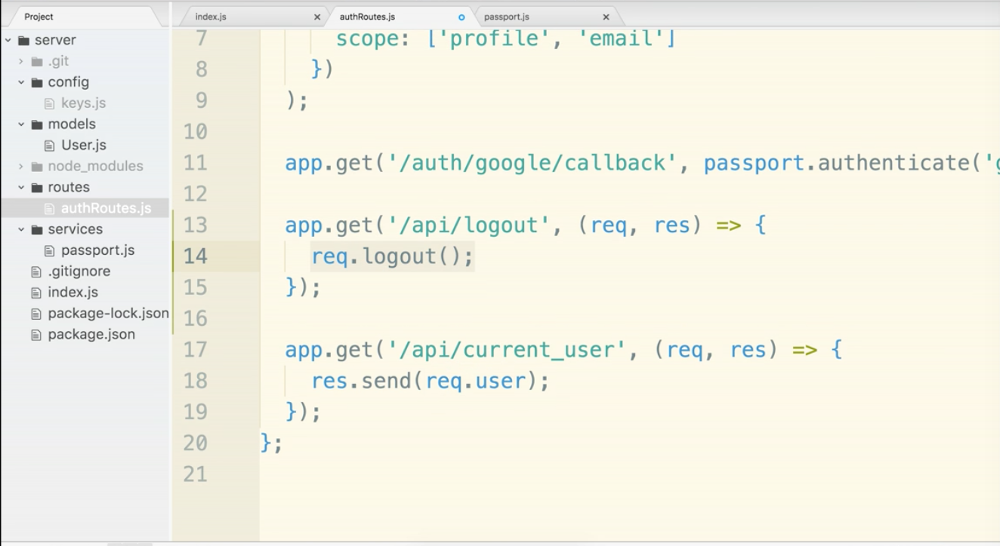 Project
server
.git
config
keys.js
models
User.js
node_modules
routes
authRoutes.js
services
passport.js
.gitignore
index.js
package-lock.json
package.json
index.js × authRoutes.js passport.js ×
7 scope: ['profile', 'email']
8 })
9 );
10
11 app.get('/auth/google/callback', passport.authenticate('g
12
13 app.get('/api/logout', (req, res) => {
14 req.logout();
15 });
16
17 app.get('/api/current_user', (req, res) => {
18 res.send(req.user);
19 });
20 };
21